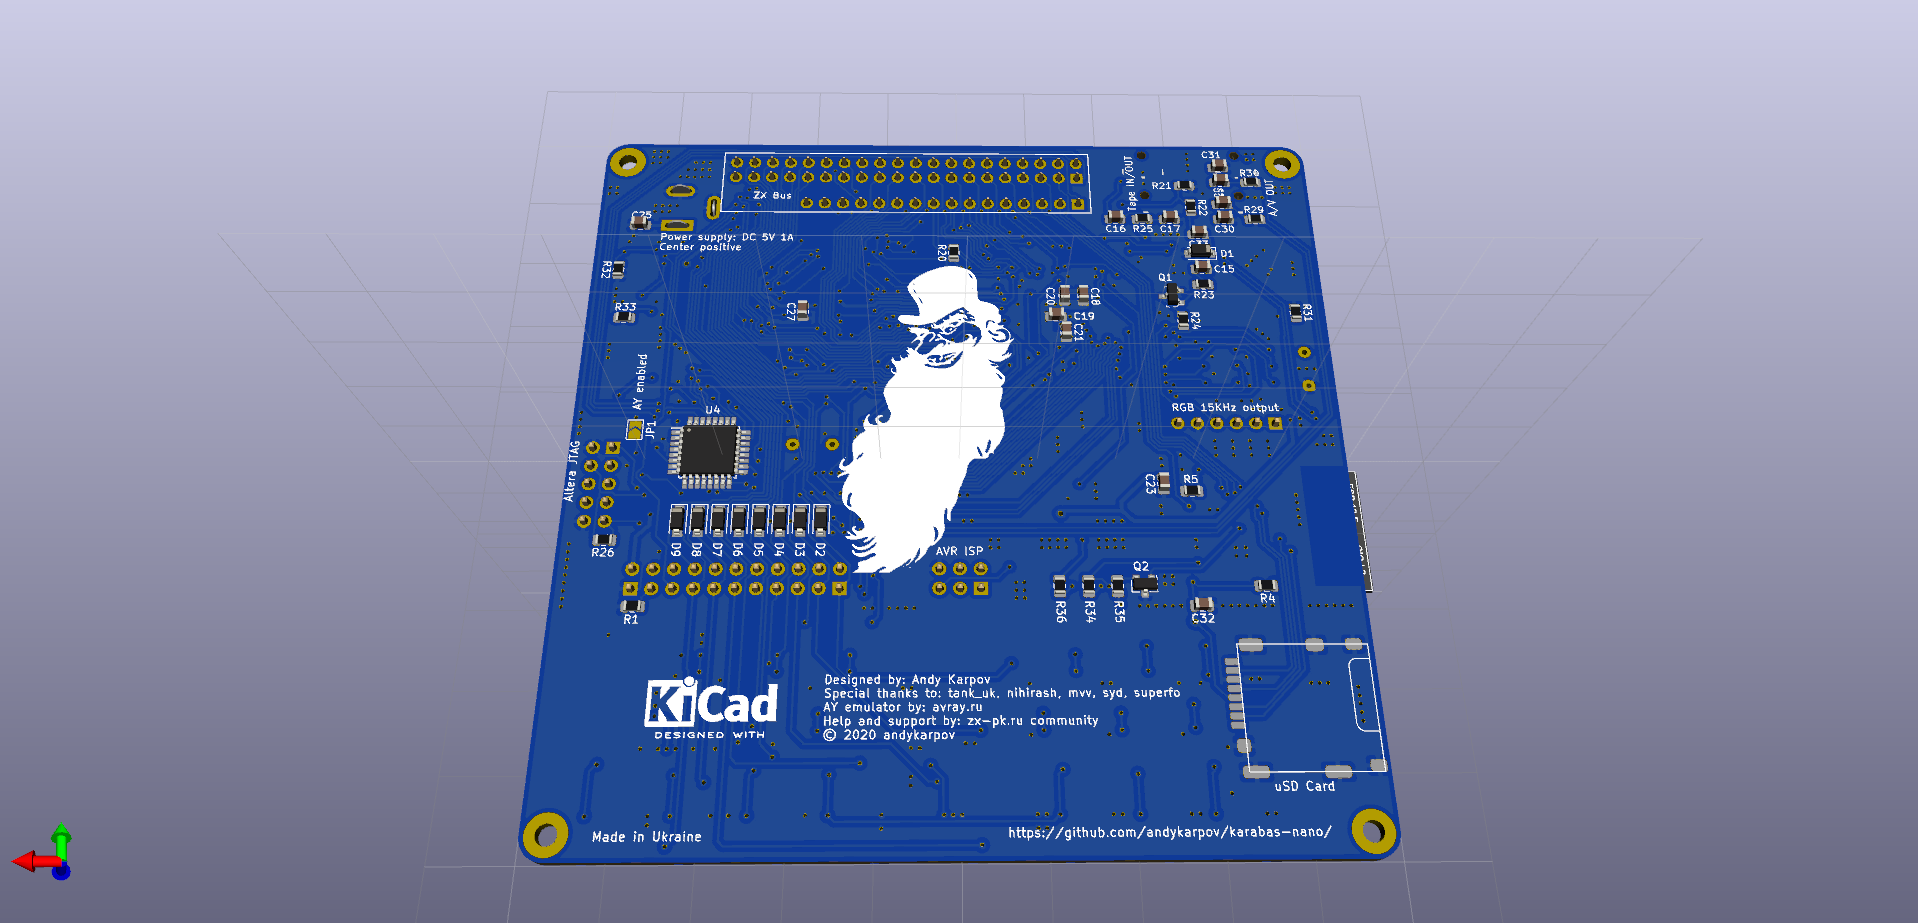 C31
R30
R21
Tape IN/OUT
R22
R29
A/V OUT
ZX Bus
C25
C16
R25
C17
C30
Power supply: DC 5V 1A
Center positive
R20
D1
C15
R32
Q1
R23
C20
C18
R33
C27
C19
C21
R24
R31
AY enabled
U4
JP1
RGB 15KHz output
Altera JTAG
C23
R5
R26
D9
D8
D7
D6
D5
D4
D3
D2
AVR ISP
Q2
R1
R36
R34
R35
C32
R4
KiCad
DESIGNED WITH
Designed by: Andy Karpov
Special thanks to: tank_uk, nihirash, mvv, syd, superfo
AY emulator by: avray.ru
Help and support by: zx-pk.ru community
© 2020 andykarpov
uSD Card
Made in Ukraine
https://github.com/andykarpov/karabas-nano/